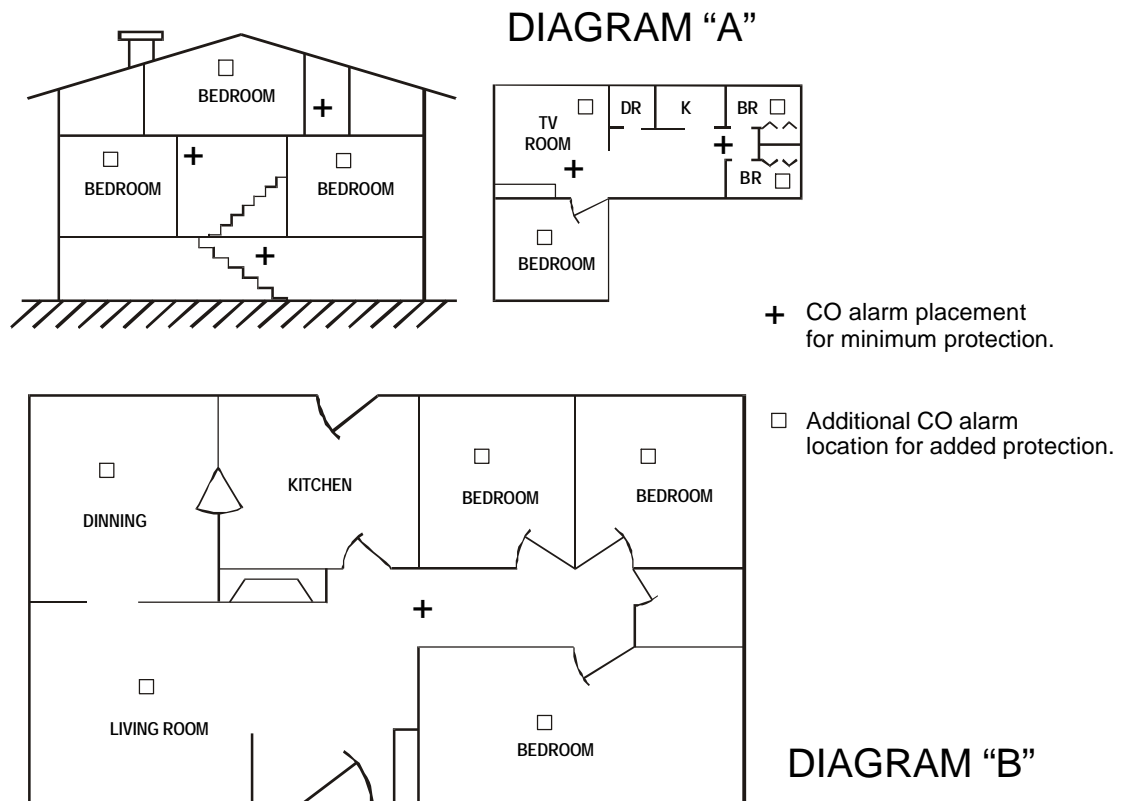 DIAGRAM “A”
BEDROOM
BEDROOM
BEDROOM
TV
ROOM
DR
K
BR
BR
BEDROOM
+ CO alarm placement
for minimum protection.
□ Additional CO alarm
location for added protection.
DINNING
KITCHEN
BEDROOM
BEDROOM
LIVING ROOM
BEDROOM
DIAGRAM “B”